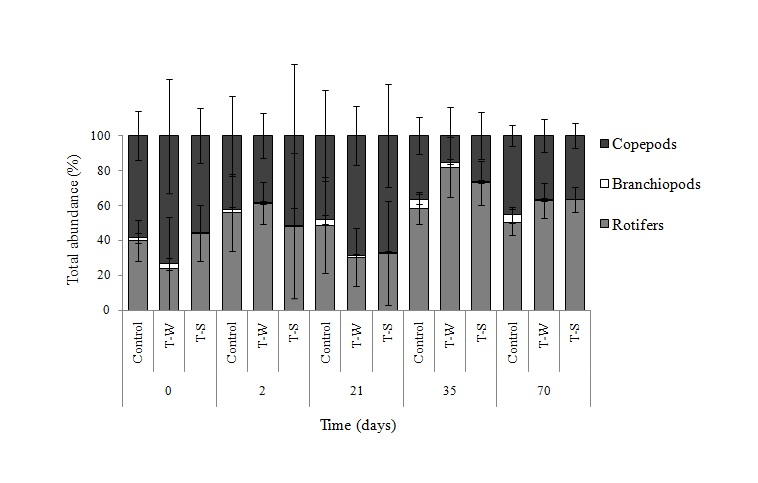 100
80
60
40
20
0
Total abundance (%)
Copepods
Branchiopods
Rotifers
Control T-W T-S Control T-W T-S Control T-W T-S Control T-W T-S Control T-W T-S
0 2 21 35 70
Time (days)